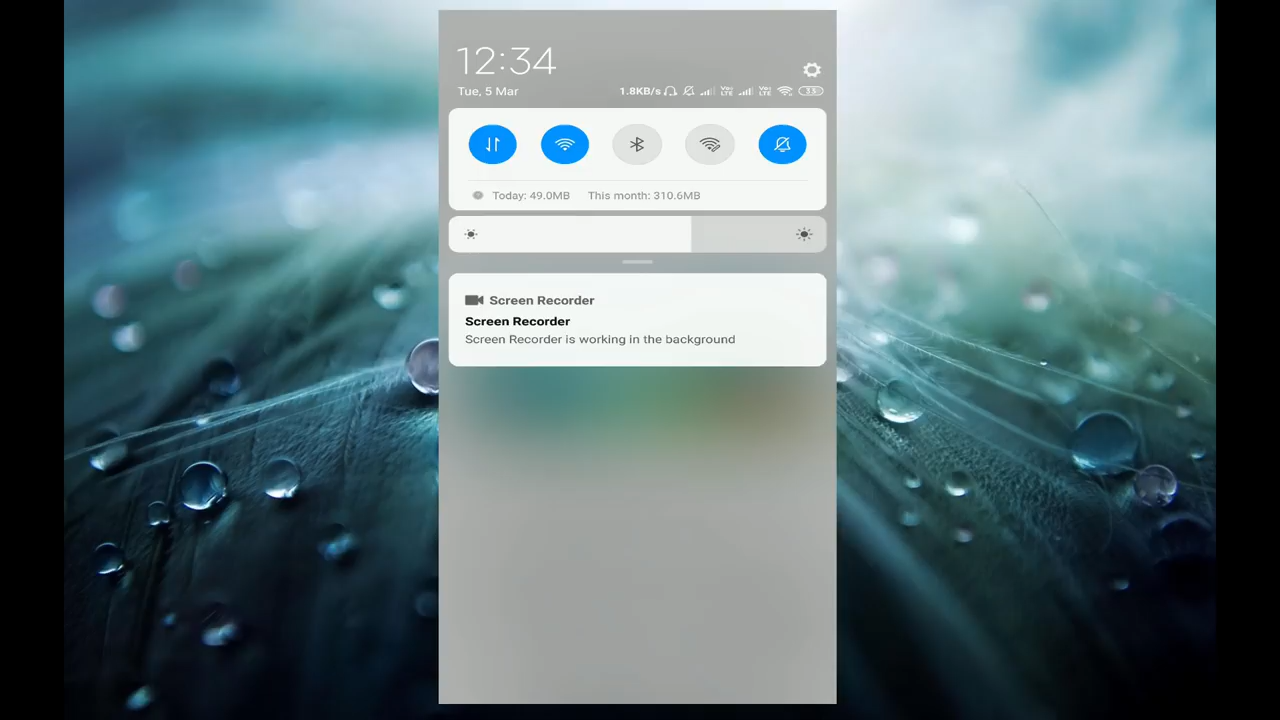 12:34
Tue, 5 Mar
1.8KB/s
Today: 49.0MB This month: 310.6MB
Screen Recorder
Screen Recorder
Screen Recorder is working in the background